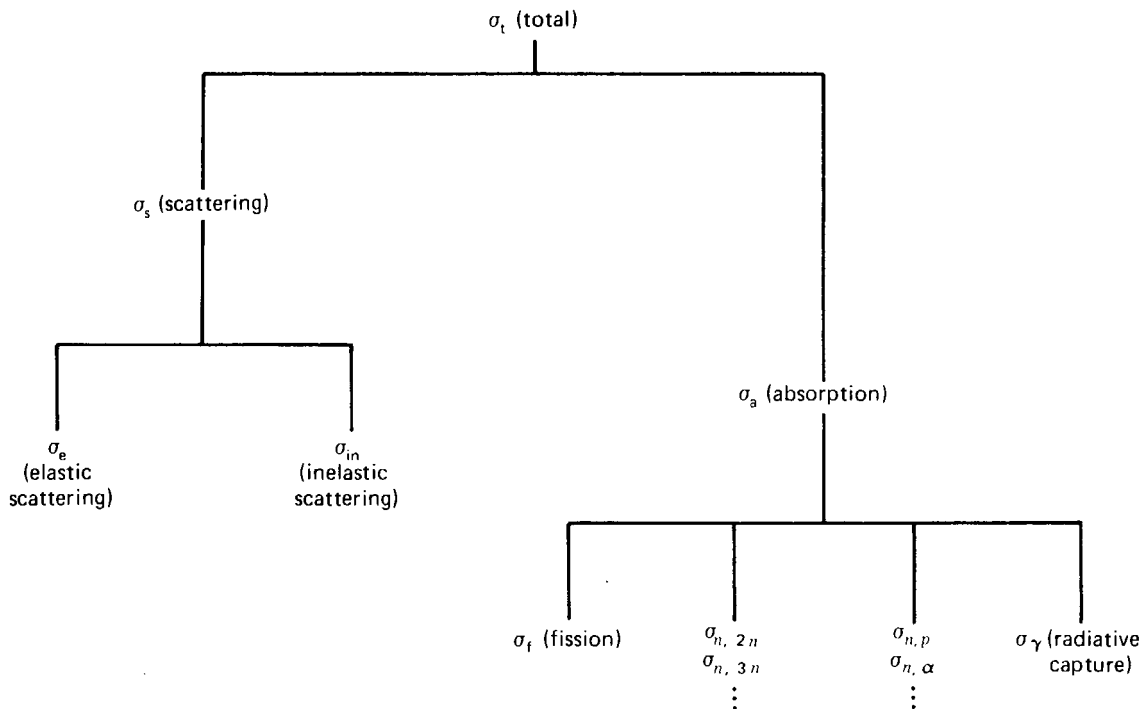 σt (total)
σs (scattering)
σa (absorption)
σe
(elastic
scattering)
σin
(inelastic
scattering)
σf (fission)
σn, 2n
σn, 3n
⋮
σn,p
σn, α
⋮
σγ (radiative
capture)